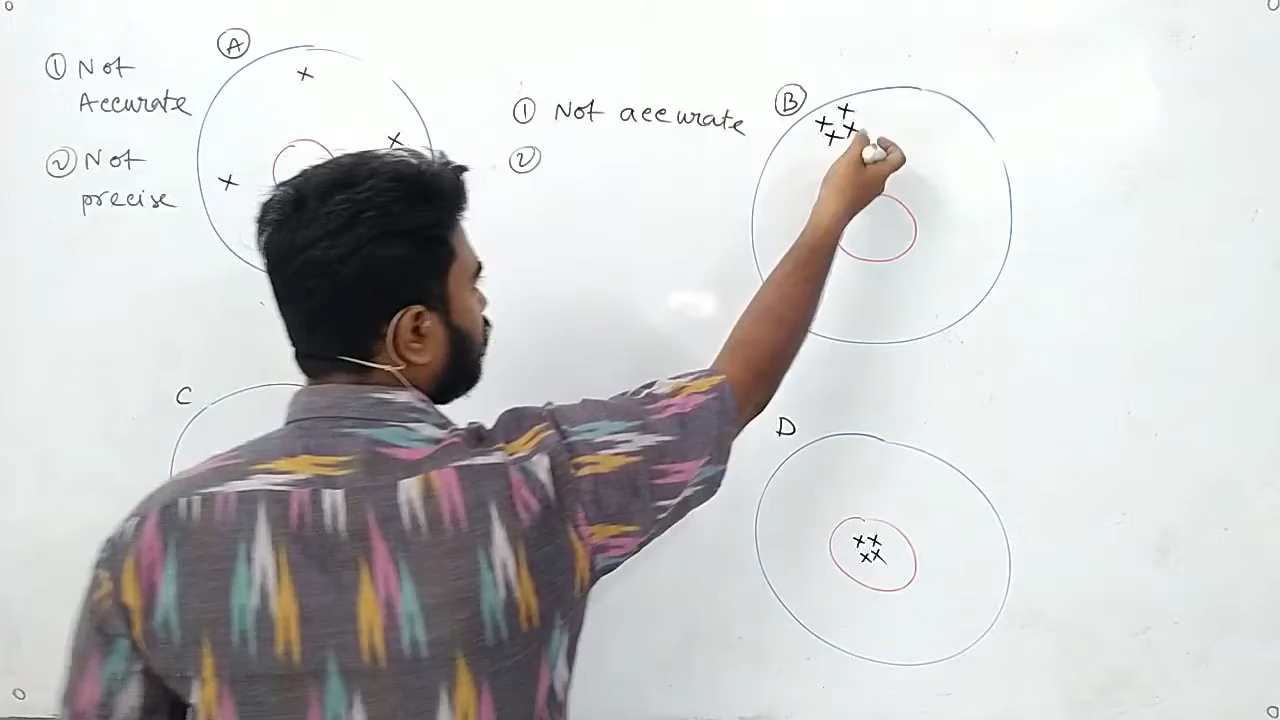 A
① Not
Accurate
② Not
precise
① Not accurate
②
B
C
D